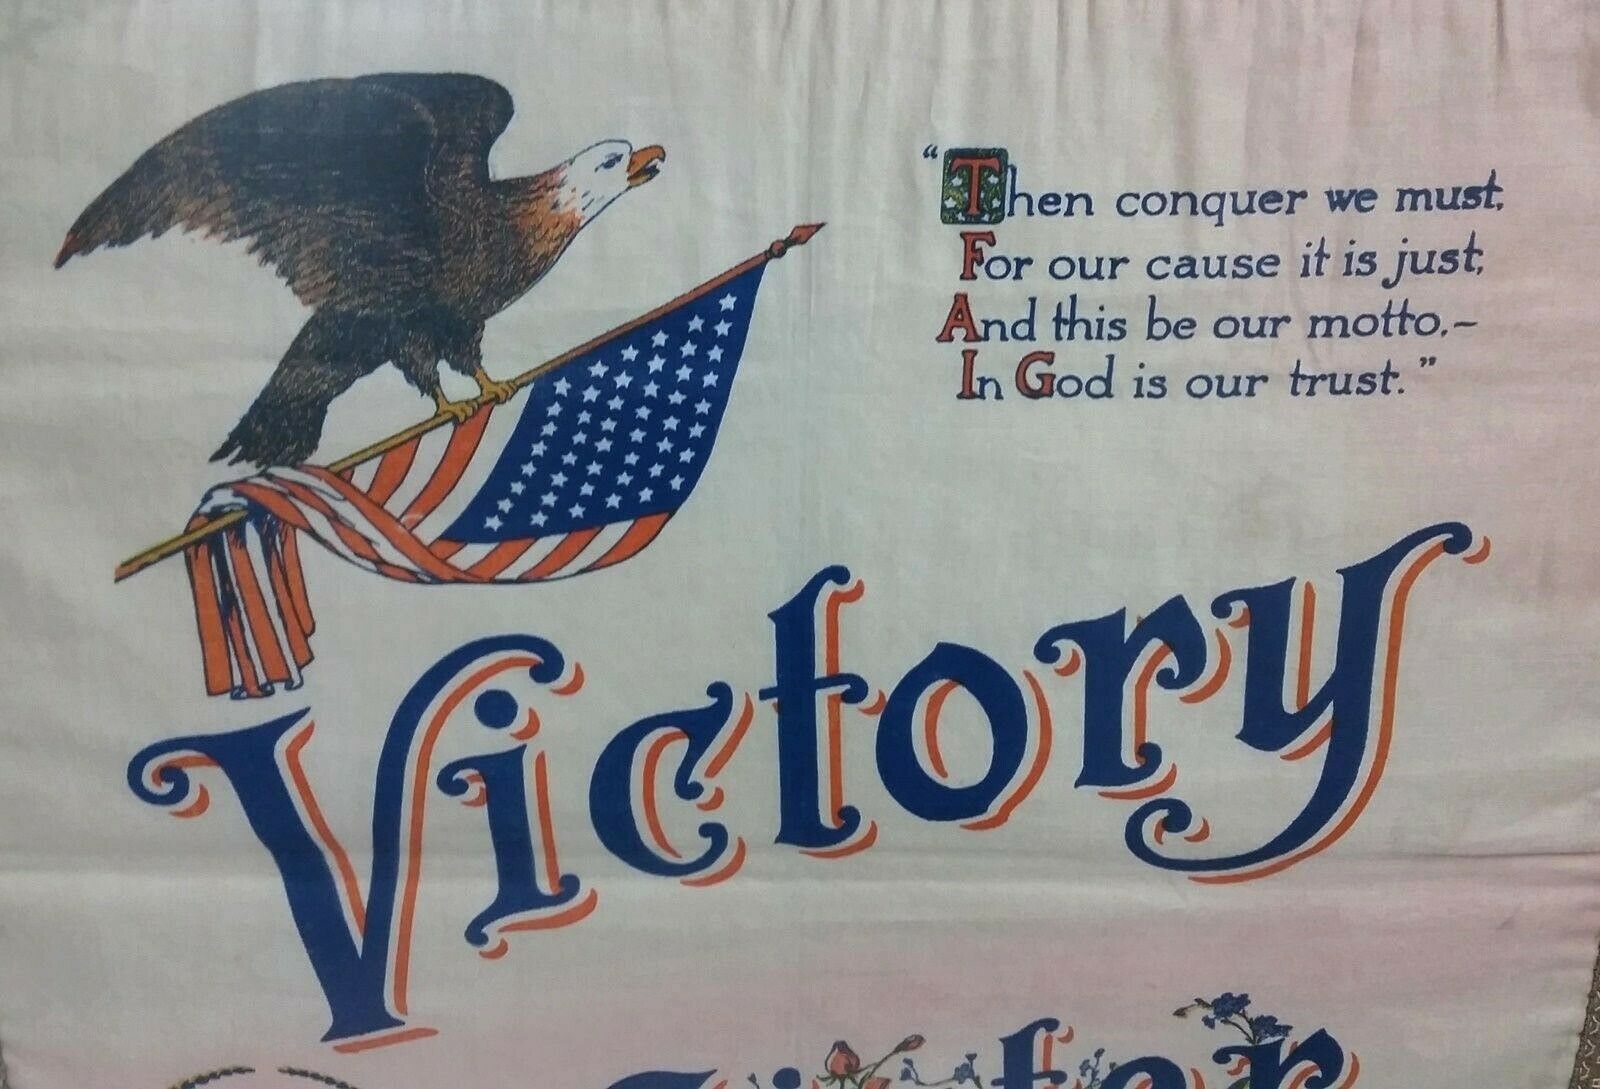 "Then conquer we must,
For our cause it is just,
And this be our motto.–
In God is our trust."
Victory